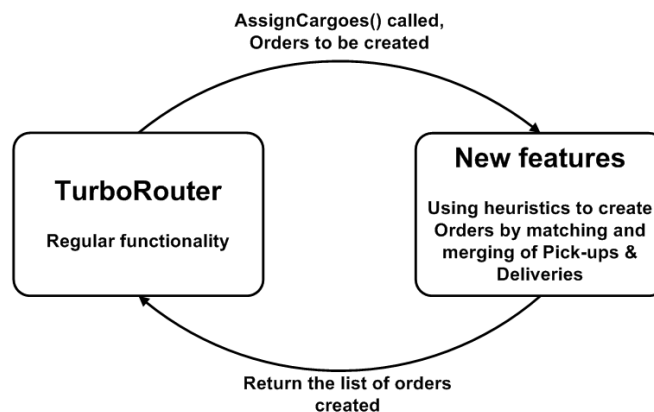 AssignCargoes() called,
Orders to be created
TurboRouter
Regular functionality
New features
Using heuristics to create
Orders by matching and
merging of Pick-ups &
Deliveries
Return the list of orders
created